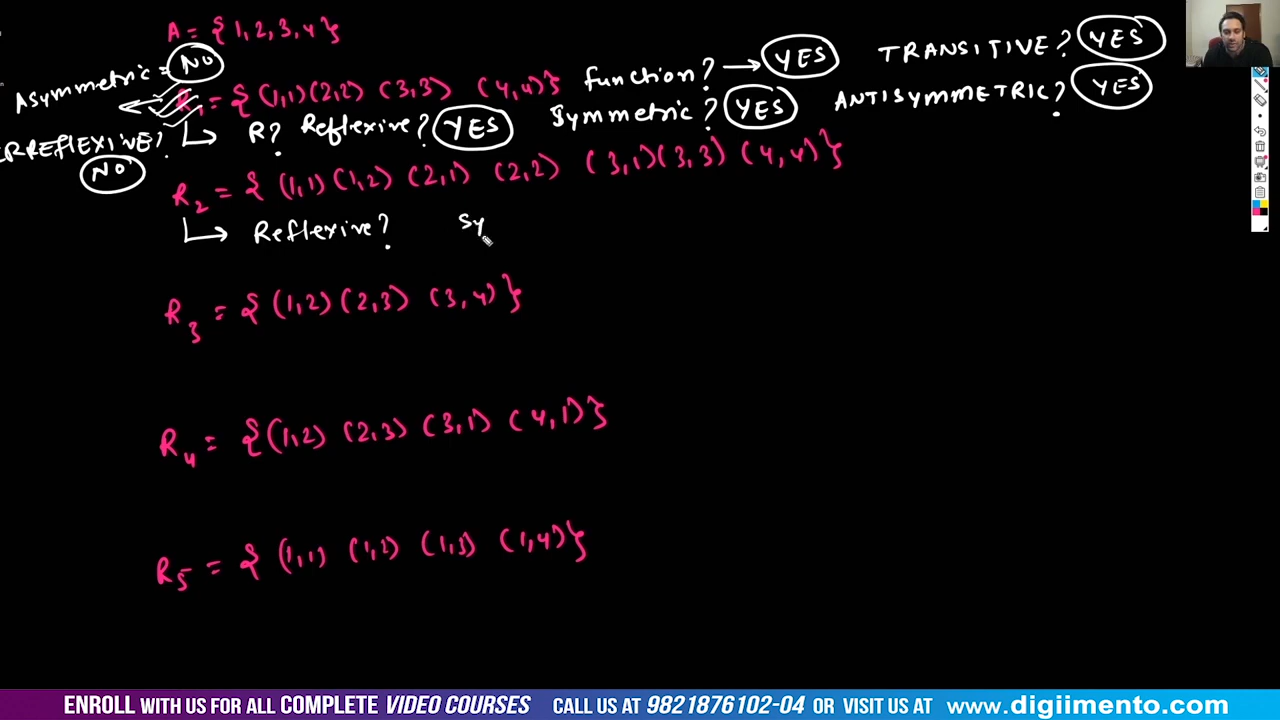 A = {1,2,3,4}
Asymmetric = NO
1 = {(1,1)(2,2) (3,3) (4,4)} function? → YES TRANSITIVE? YES
ERREFLEXIVE? NO
R? Reflexive? YES Symmetric? YES ANTISYMMETRIC? YES
R2 = {(1,1)(1,2) (2,1) (2,2) (3,1)(3,3) (4,4)}
Reflexive? Sy
R3 = {(1,2)(2,3) (3,4)}
R4 = {(1,2) (2,3) (3,1) (4,1)}
R5 = {(1,1) (1,2) (1,3) (1,4)}
ENROLL WITH US FOR ALL COMPLETE VIDEO COURSES CALL US AT 9821876102-04 OR VISIT US AT www.digiimento.com